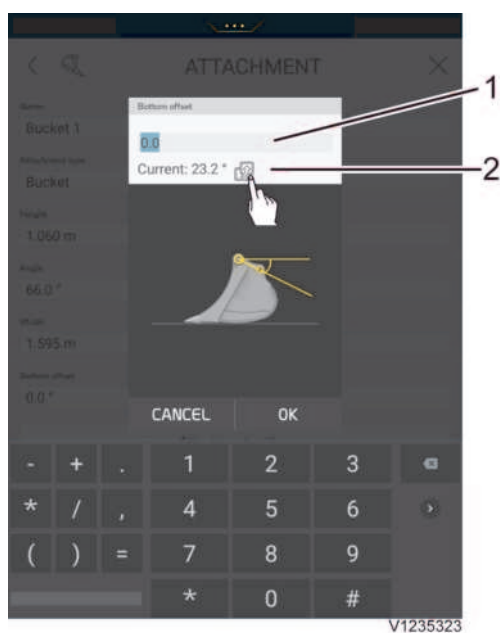 ATTACHMENT
Name
Bucket 1
Attachment type
Bucket
Height
1.060 m
Angle
66.0 °
Width
1.595 m
Bottom offset
0.0 °
Bottom offset
0.0
Current: 23.2 °
CANCEL OK
- + . 1 2 3
* / , 4 5 6
( ) = 7 8 9
* 0 #
1
2
V1235323